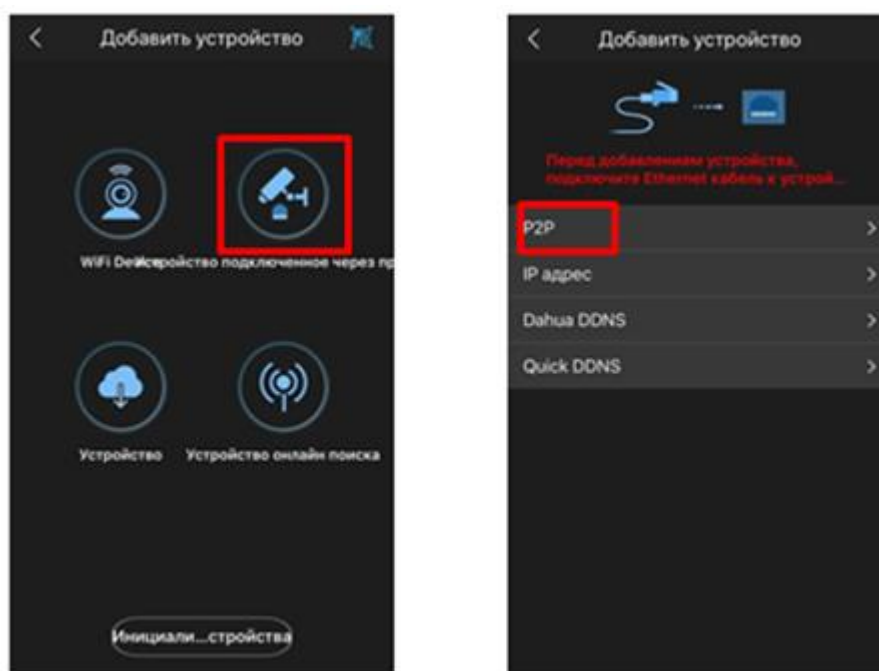 Добавить устройство
WiFi Device
Устройство подключенное через пр
Устройство
Устройство онлайн поиска
Инициали...стройства
Добавить устройство
Перед добавлением устройства,
подключите Ethernet кабель к устрой...
P2P
IP адрес
Dahua DDNS
Quick DDNS